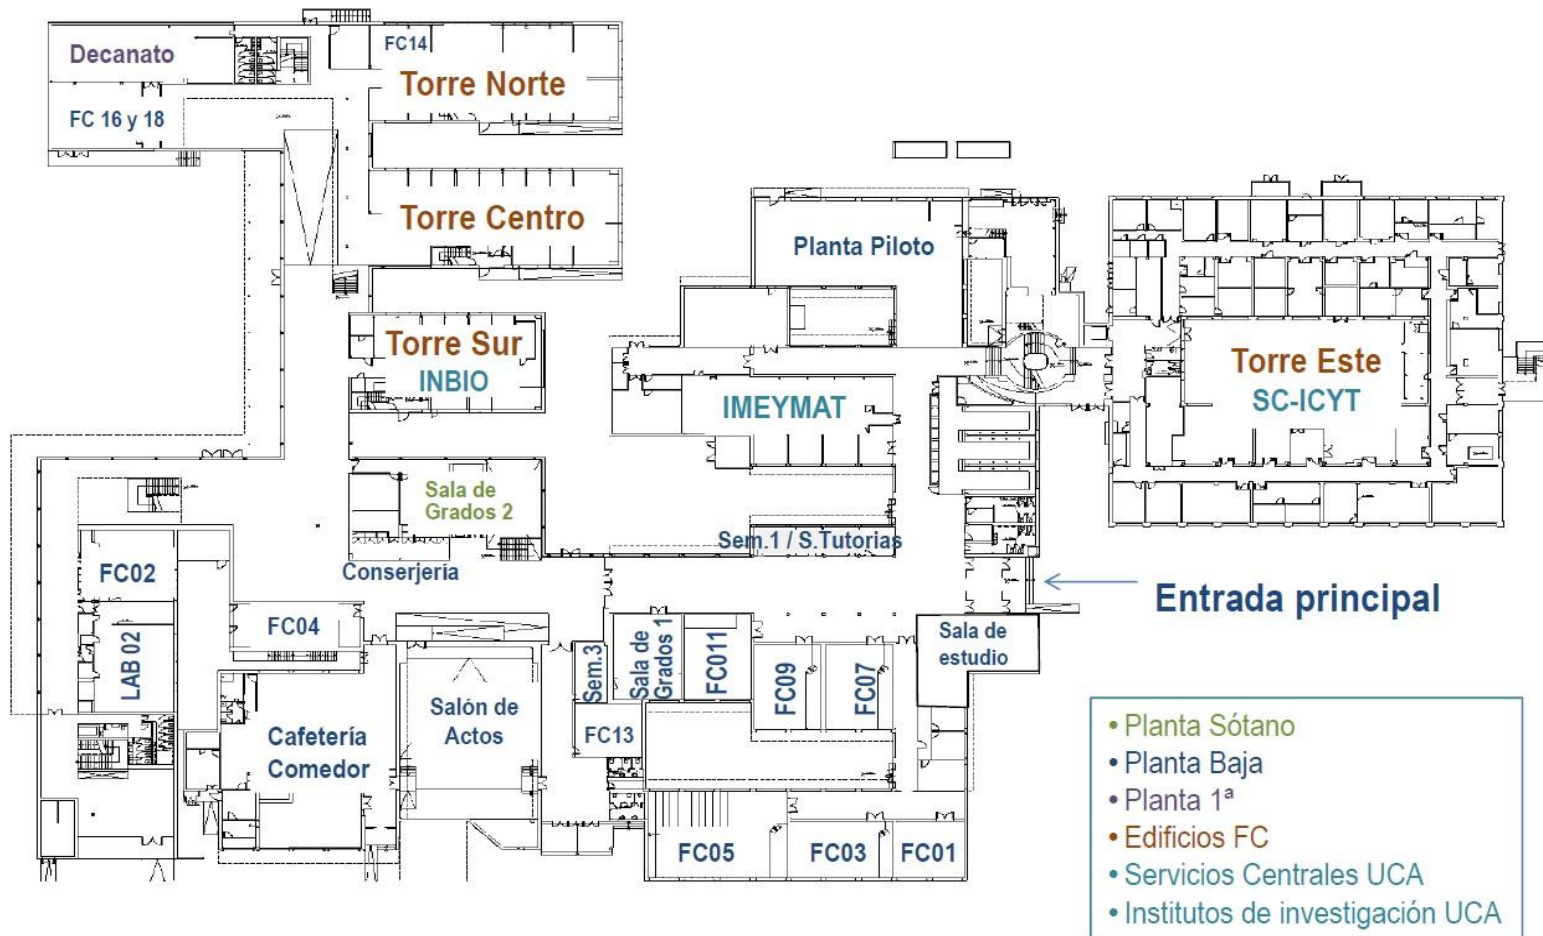 Decanato
FC14
Torre Norte
FC 16 y 18
Torre Centro
Planta Piloto
Torre Sur
INBIO
Torre Este
SC-ICYT
IMEYMAT
Sala de
Grados 2
Sem.1 / S.Tutorias
Conserjería
FC02
Entrada principal
FC04
LAB 02
Sem.3
Sala de
Grados 1
FC011
FC09
FC07
Sala de
estudio
Salón de
Actos
FC13
Cafetería
Comedor
FC05
FC03
FC01
• Planta Sótano
• Planta Baja
• Planta 1ª
• Edificios FC
• Servicios Centrales UCA
• Institutos de investigación UCA